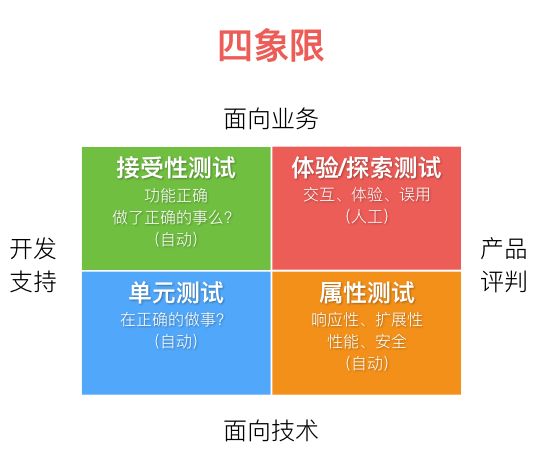 四象限
面向业务
接受性测试
功能正确
做了正确的事么?
(自动)
体验/探索测试
交互、体验、误用
(人工)
开发
支持
产品
评判
单元测试
在正确的做事?
(自动)
属性测试
响应性、扩展性
性能、安全
(自动)
面向技术